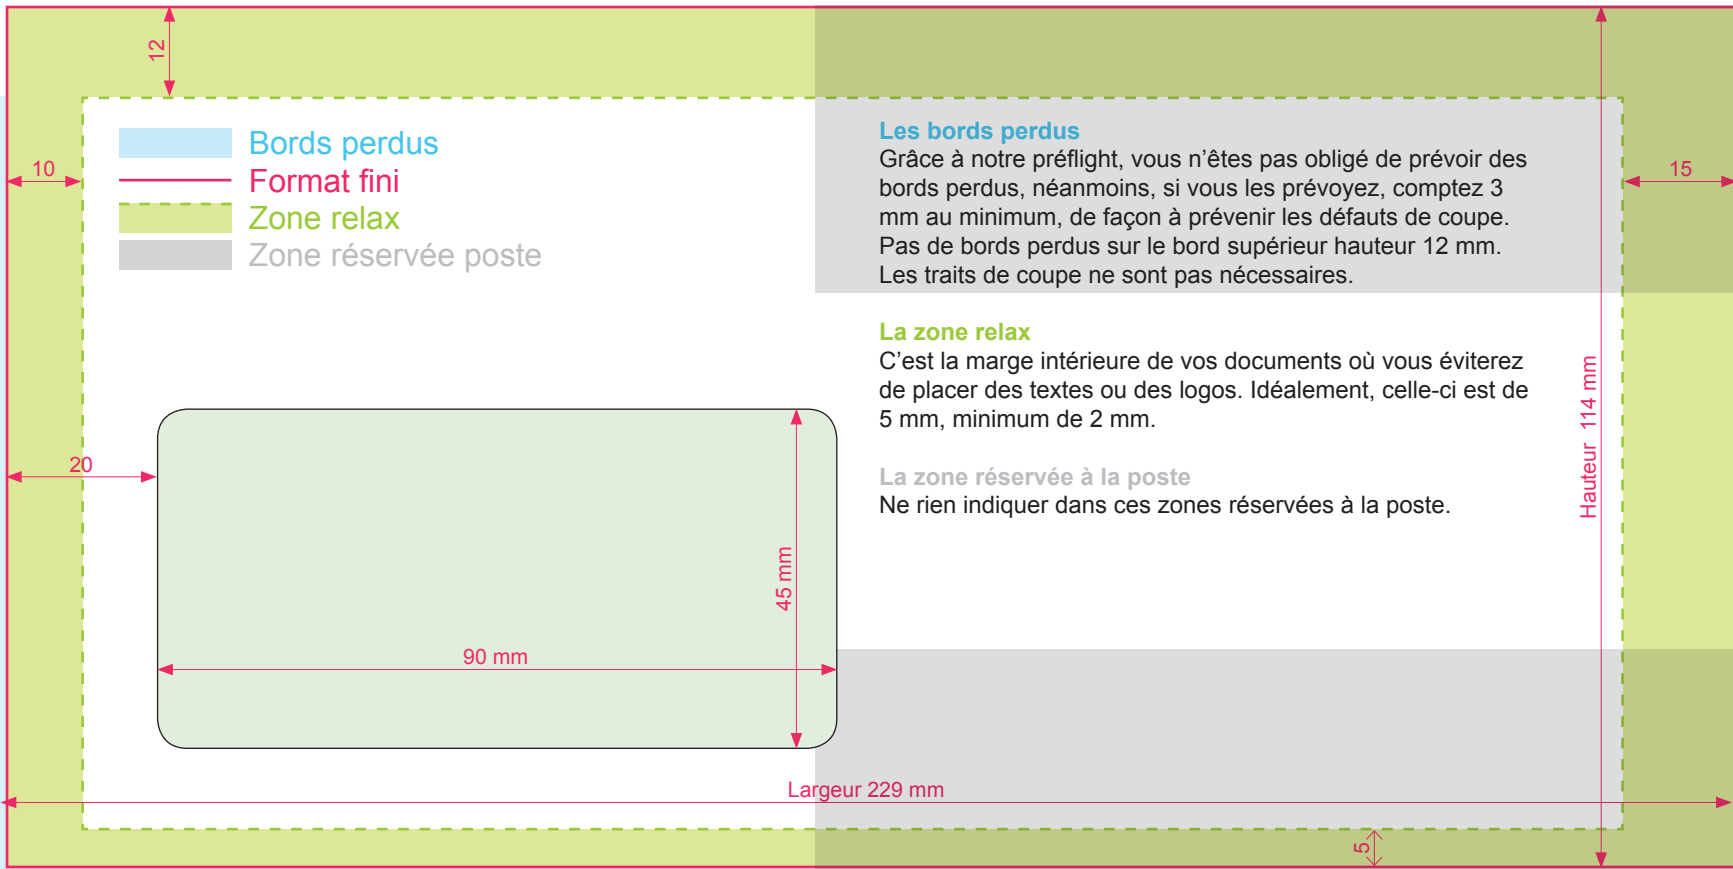 12
10
15
Bords perdus
Format fini
Zone relax
Zone réservée poste
Les bords perdus
Grâce à notre préflight, vous n’êtes pas obligé de prévoir des
bords perdus, néanmoins, si vous les prévoyez, comptez 3
mm au minimum, de façon à prévenir les défauts de coupe.
Pas de bords perdus sur le bord supérieur hauteur 12 mm.
Les traits de coupe ne sont pas nécessaires.
La zone relax
C’est la marge intérieure de vos documents où vous éviterez
de placer des textes ou des logos. Idéalement, celle-ci est de
5 mm, minimum de 2 mm.
La zone réservée à la poste
Ne rien indiquer dans ces zones réservées à la poste.
Hauteur 114 mm
20
45 mm
90 mm
Largeur 229 mm
5